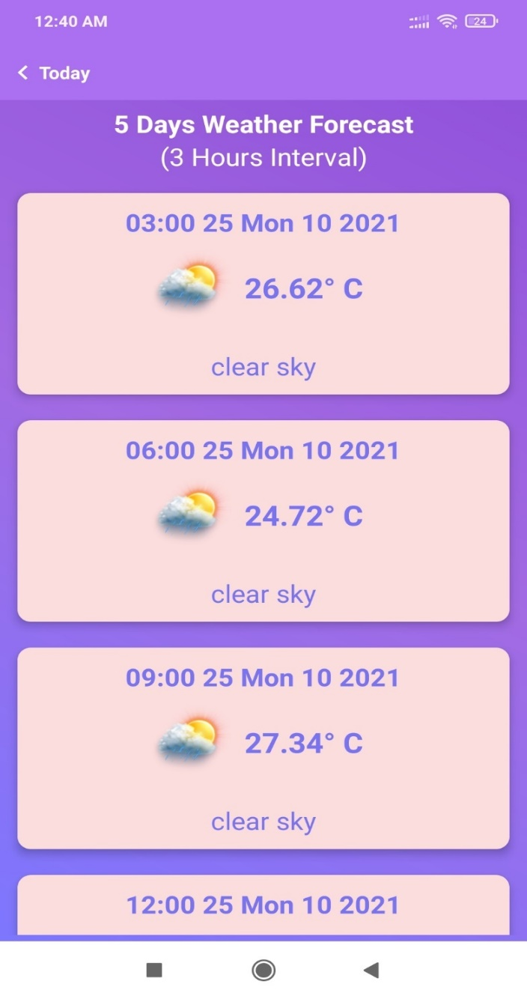 12:40 AM
24
Today
5 Days Weather Forecast
(3 Hours Interval)
03:00 25 Mon 10 2021
26.62° C
clear sky
06:00 25 Mon 10 2021
24.72° C
clear sky
09:00 25 Mon 10 2021
27.34° C
clear sky
12:00 25 Mon 10 2021